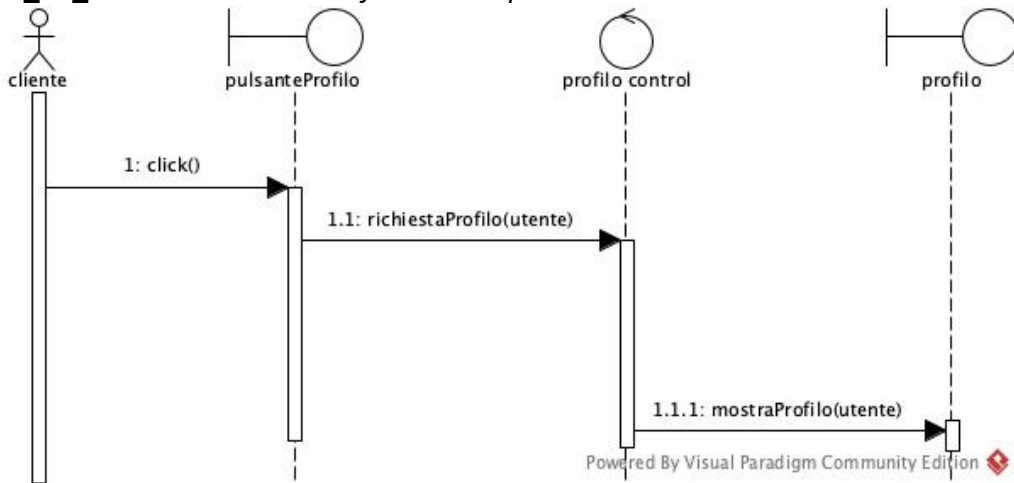 cliente
pulsanteProfilo
profilo control
profilo
1: click()
1.1: richiestaProfilo(utente)
1.1.1: mostraProfilo(utente)
Powered By Visual Paradigm Community Edition